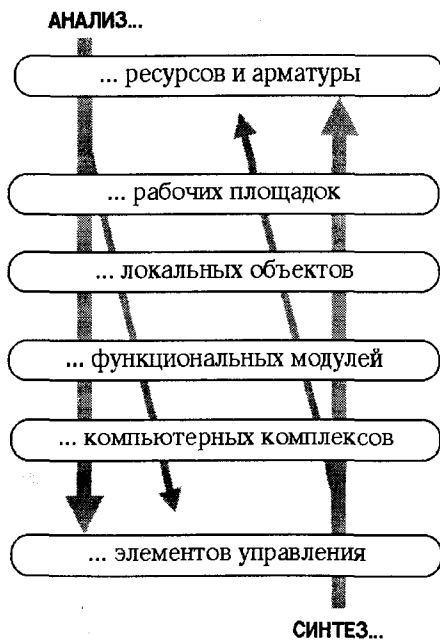 АНАЛИЗ...
... ресурсов и арматуры
... рабочих площадок
... локальных объектов
... функциональных модулей
... компьютерных комплексов
... элементов управления
СИНТЕЗ...